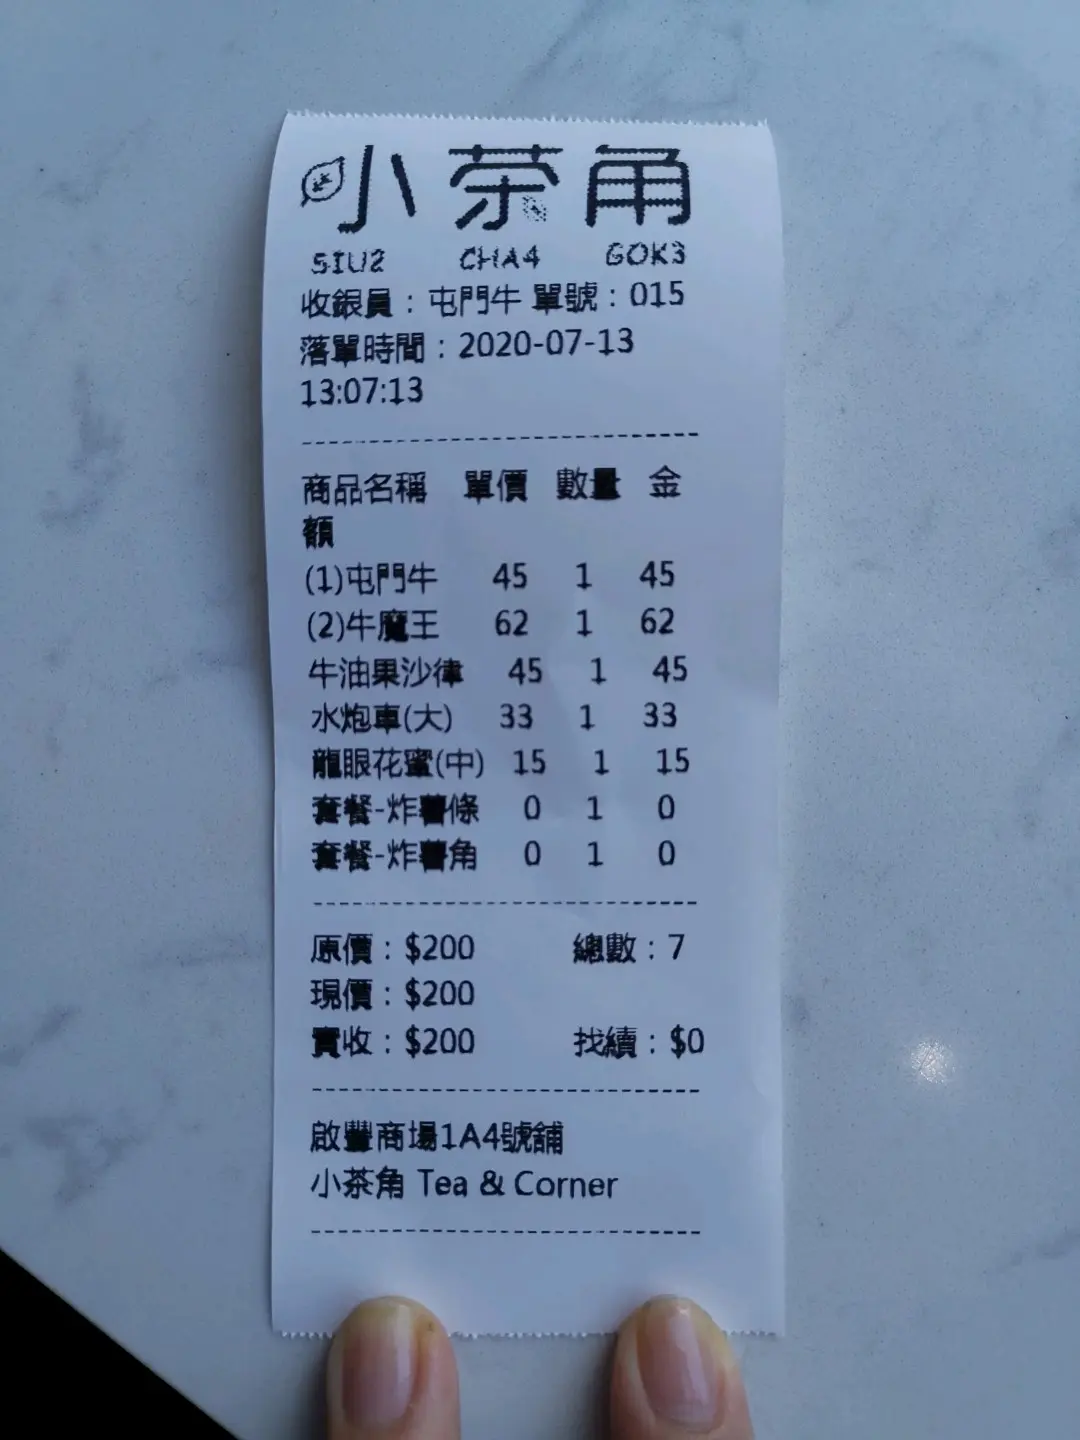 小茶角
SIU2 CHA4 GOK3
收銀員：屯門牛 單號：015
落單時間：2020-07-13
13:07:13
商品名稱 單價 數量 金
額
(1)屯門牛 45 1 45
(2)牛魔王 62 1 62
牛油果沙律 45 1 45
水炮車(大) 33 1 33
龍眼花蜜(中) 15 1 15
套餐-炸薯條 0 1 0
套餐-炸薯角 0 1 0
原價：$200 總數：7
現價：$200
實收：$200 找續：$0
啟豐商場1A4號舖
小茶角 Tea & Corner